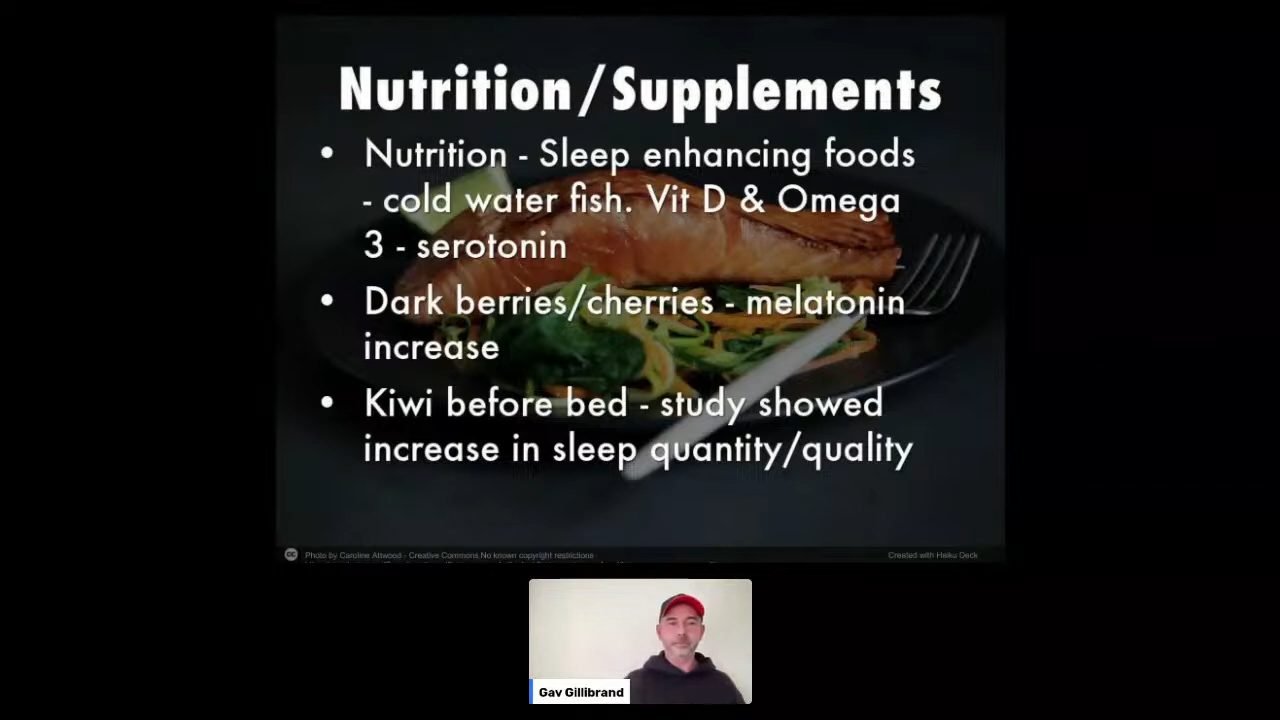 Nutrition/Supplements
• Nutrition - Sleep enhancing foods
- cold water fish. Vit D & Omega
3 - serotonin
• Dark berries/cherries - melatonin
increase
• Kiwi before bed - study showed
increase in sleep quantity/quality
Photo by Caroline Attwood - Creative Commons No known copyright restrictions
Created with Haiku Deck
Gav Gillibrand